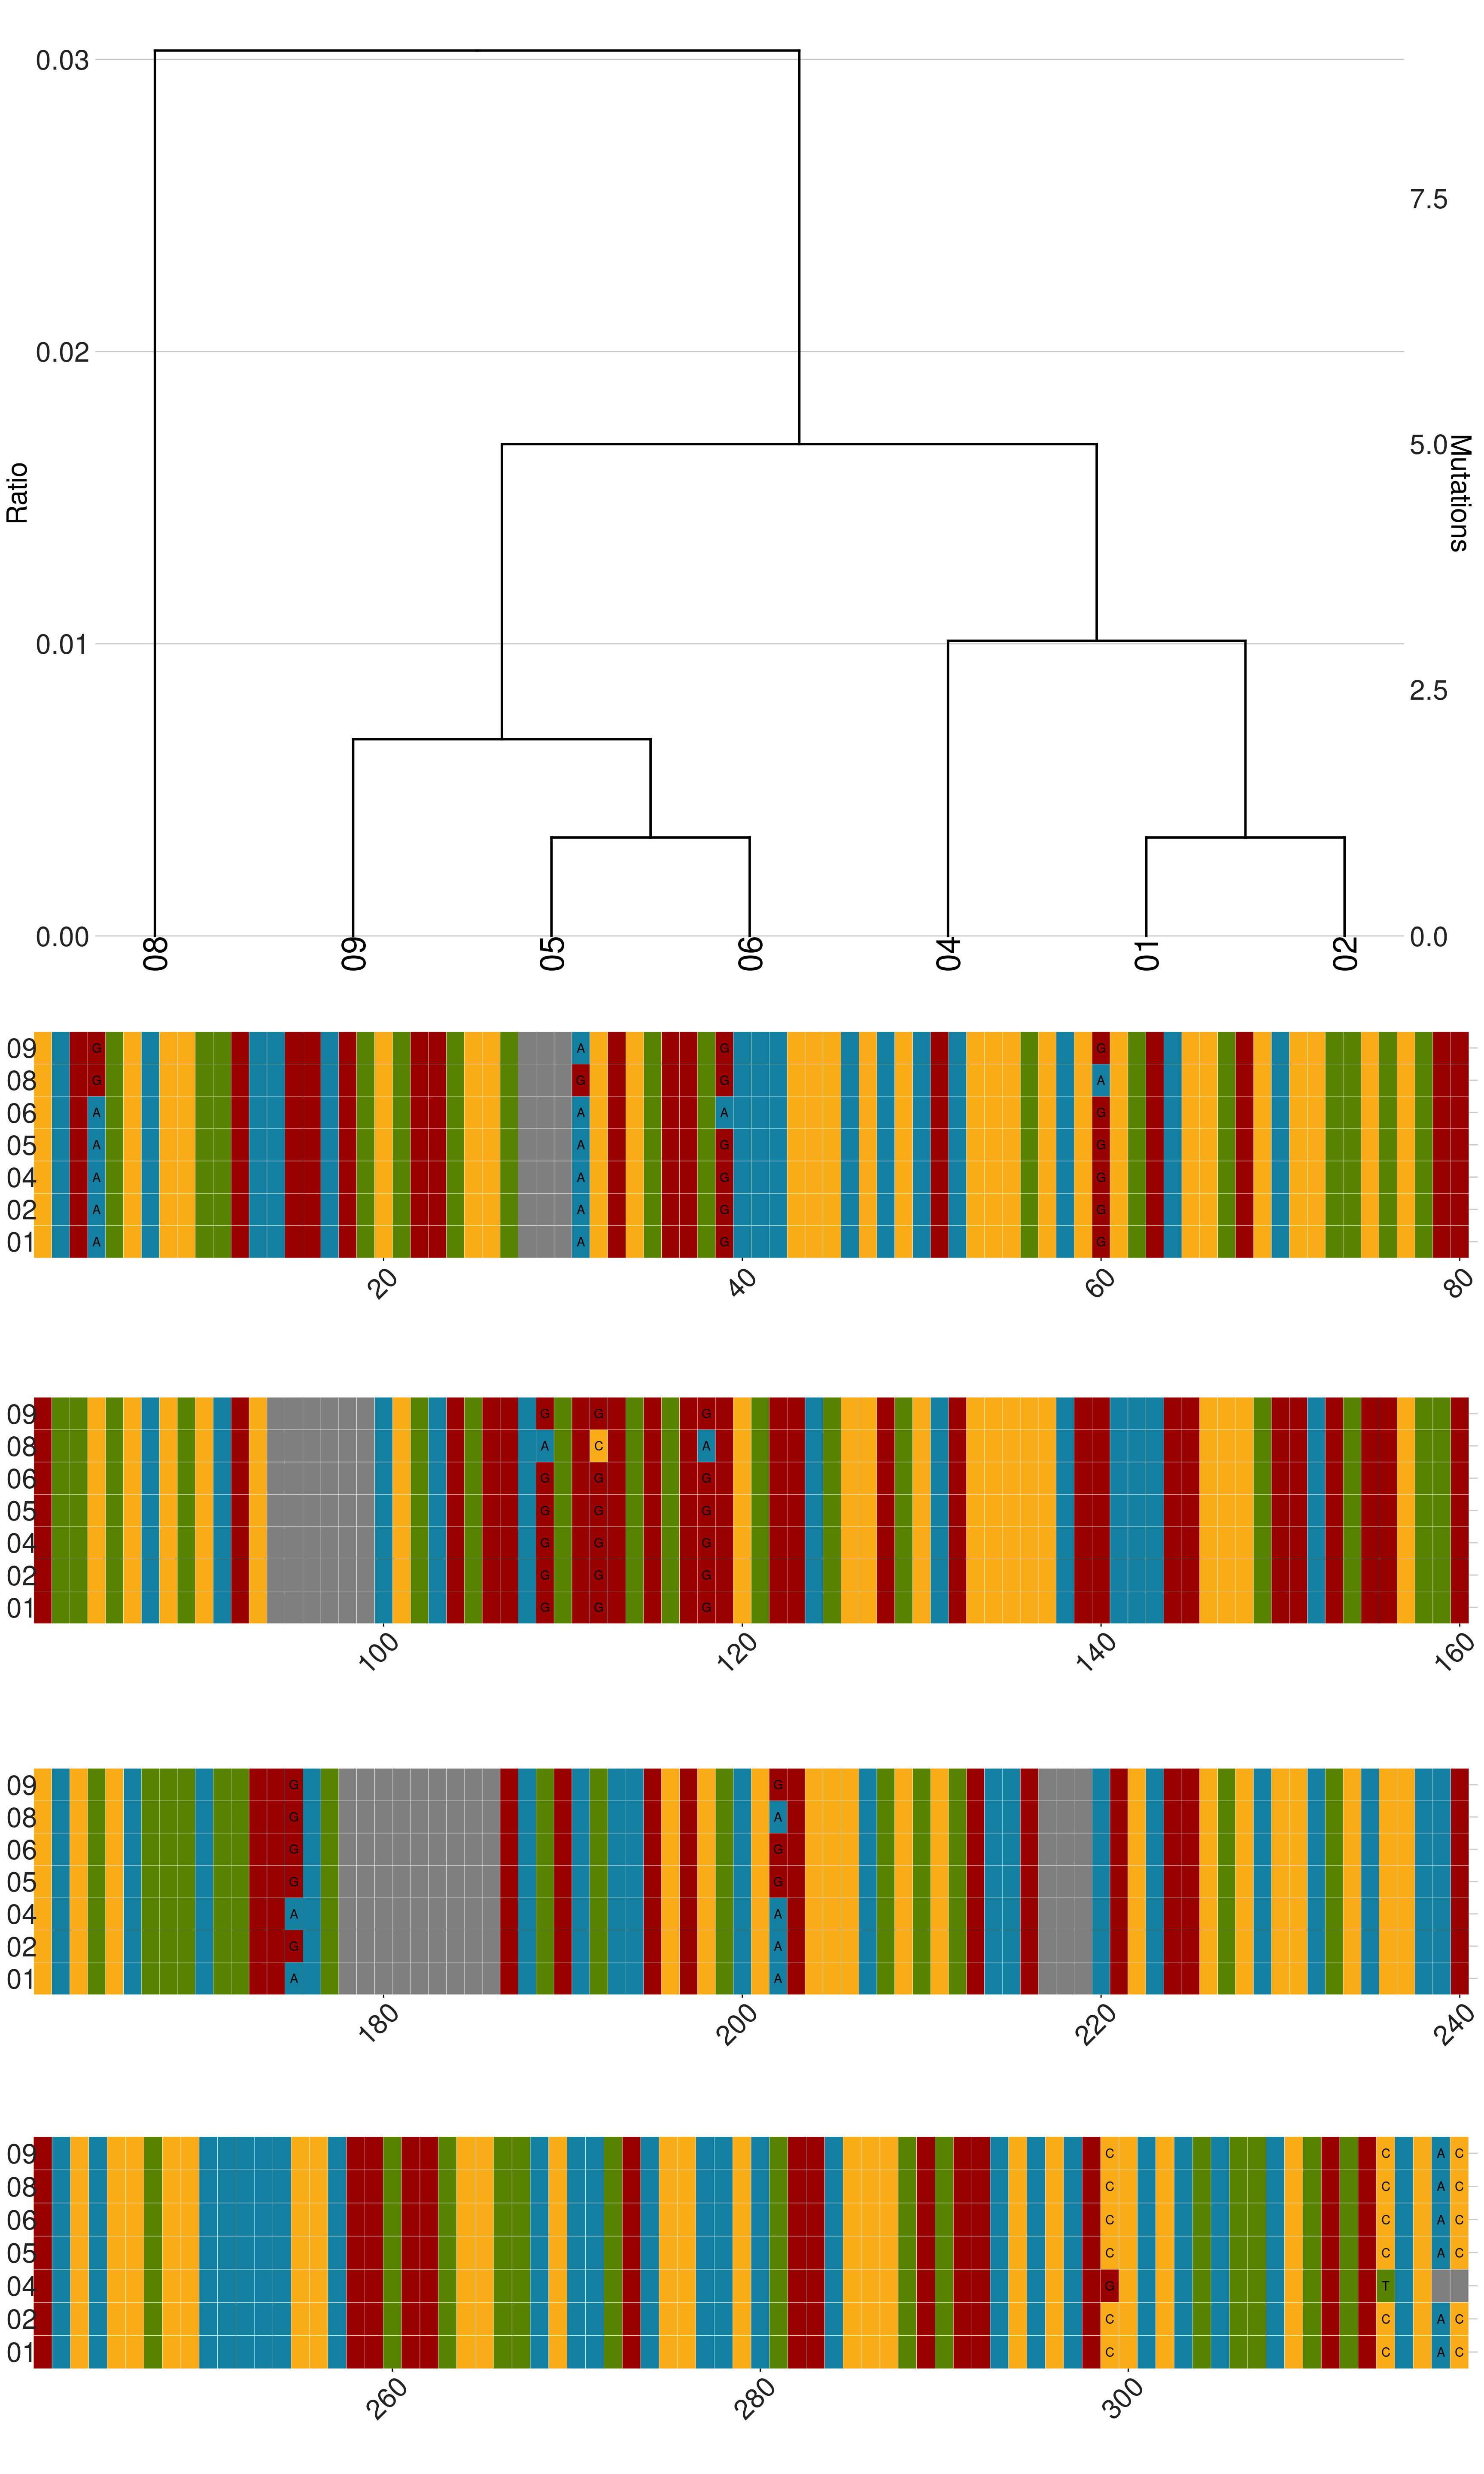 0.03
7.5
0.02
5.0
Ratio
Mutations
0.01
2.5
0.00
0.0
08 09 05 06 04 01 02
09 G A G G
08 G G G A
06 A A A G
05 A A G G
04 A A G G
02 A A G G
01 A A G G
20 40 60 80
09 G G G
08 A C A
06 G G G
05 G G G
04 G G G
02 G G G
01 G G G
100 120 140 160
09 G G
08 G A
06 G G
05 G G
04 A A
02 G A
01 A A
180 200 220 240
09 C C A C
08 C C A C
06 C C A C
05 C C A C
04 G T
02 C C A C
01 C C A C
260 280 300